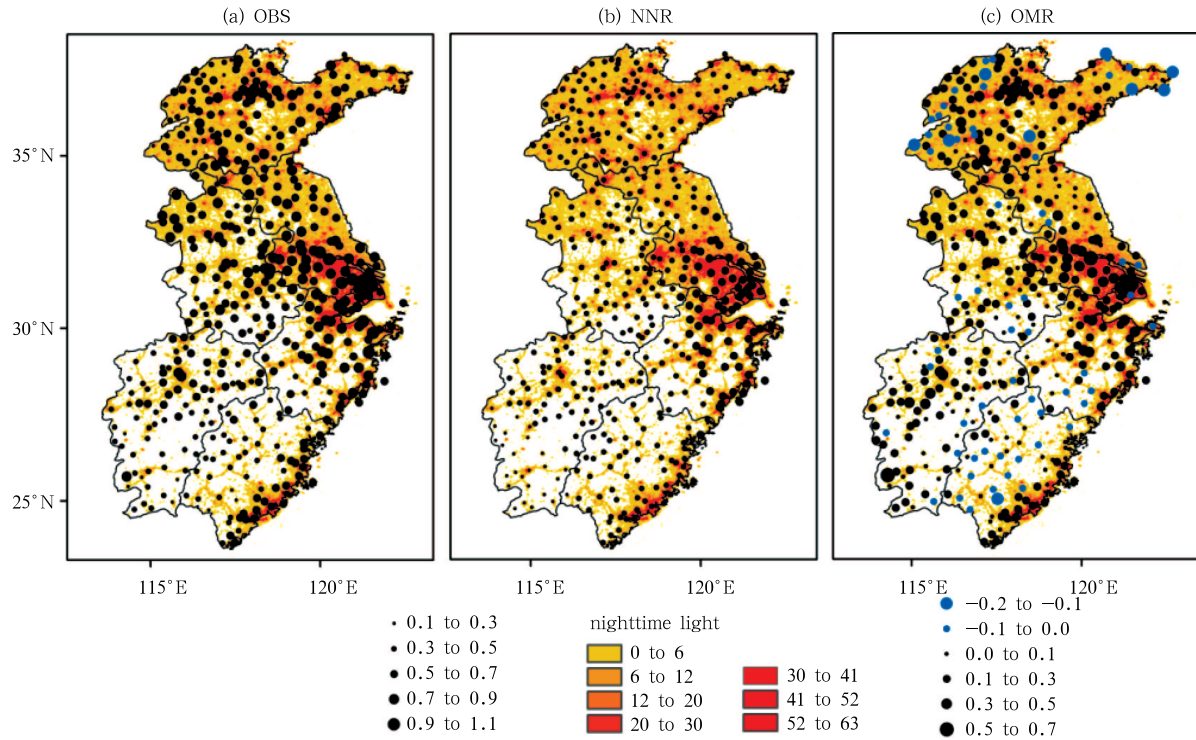 (a) OBS
(b) NNR
(c) OMR
35°N
30°N
25°N
115°E
120°E
115°E
120°E
115°E
120°E
0.1 to 0.3
0.3 to 0.5
0.5 to 0.7
0.7 to 0.9
0.9 to 1.1
nighttime light
0 to 6
6 to 12
12 to 20
20 to 30
30 to 41
41 to 52
52 to 63
−0.2 to −0.1
−0.1 to 0.0
0.0 to 0.1
0.1 to 0.3
0.3 to 0.5
0.5 to 0.7